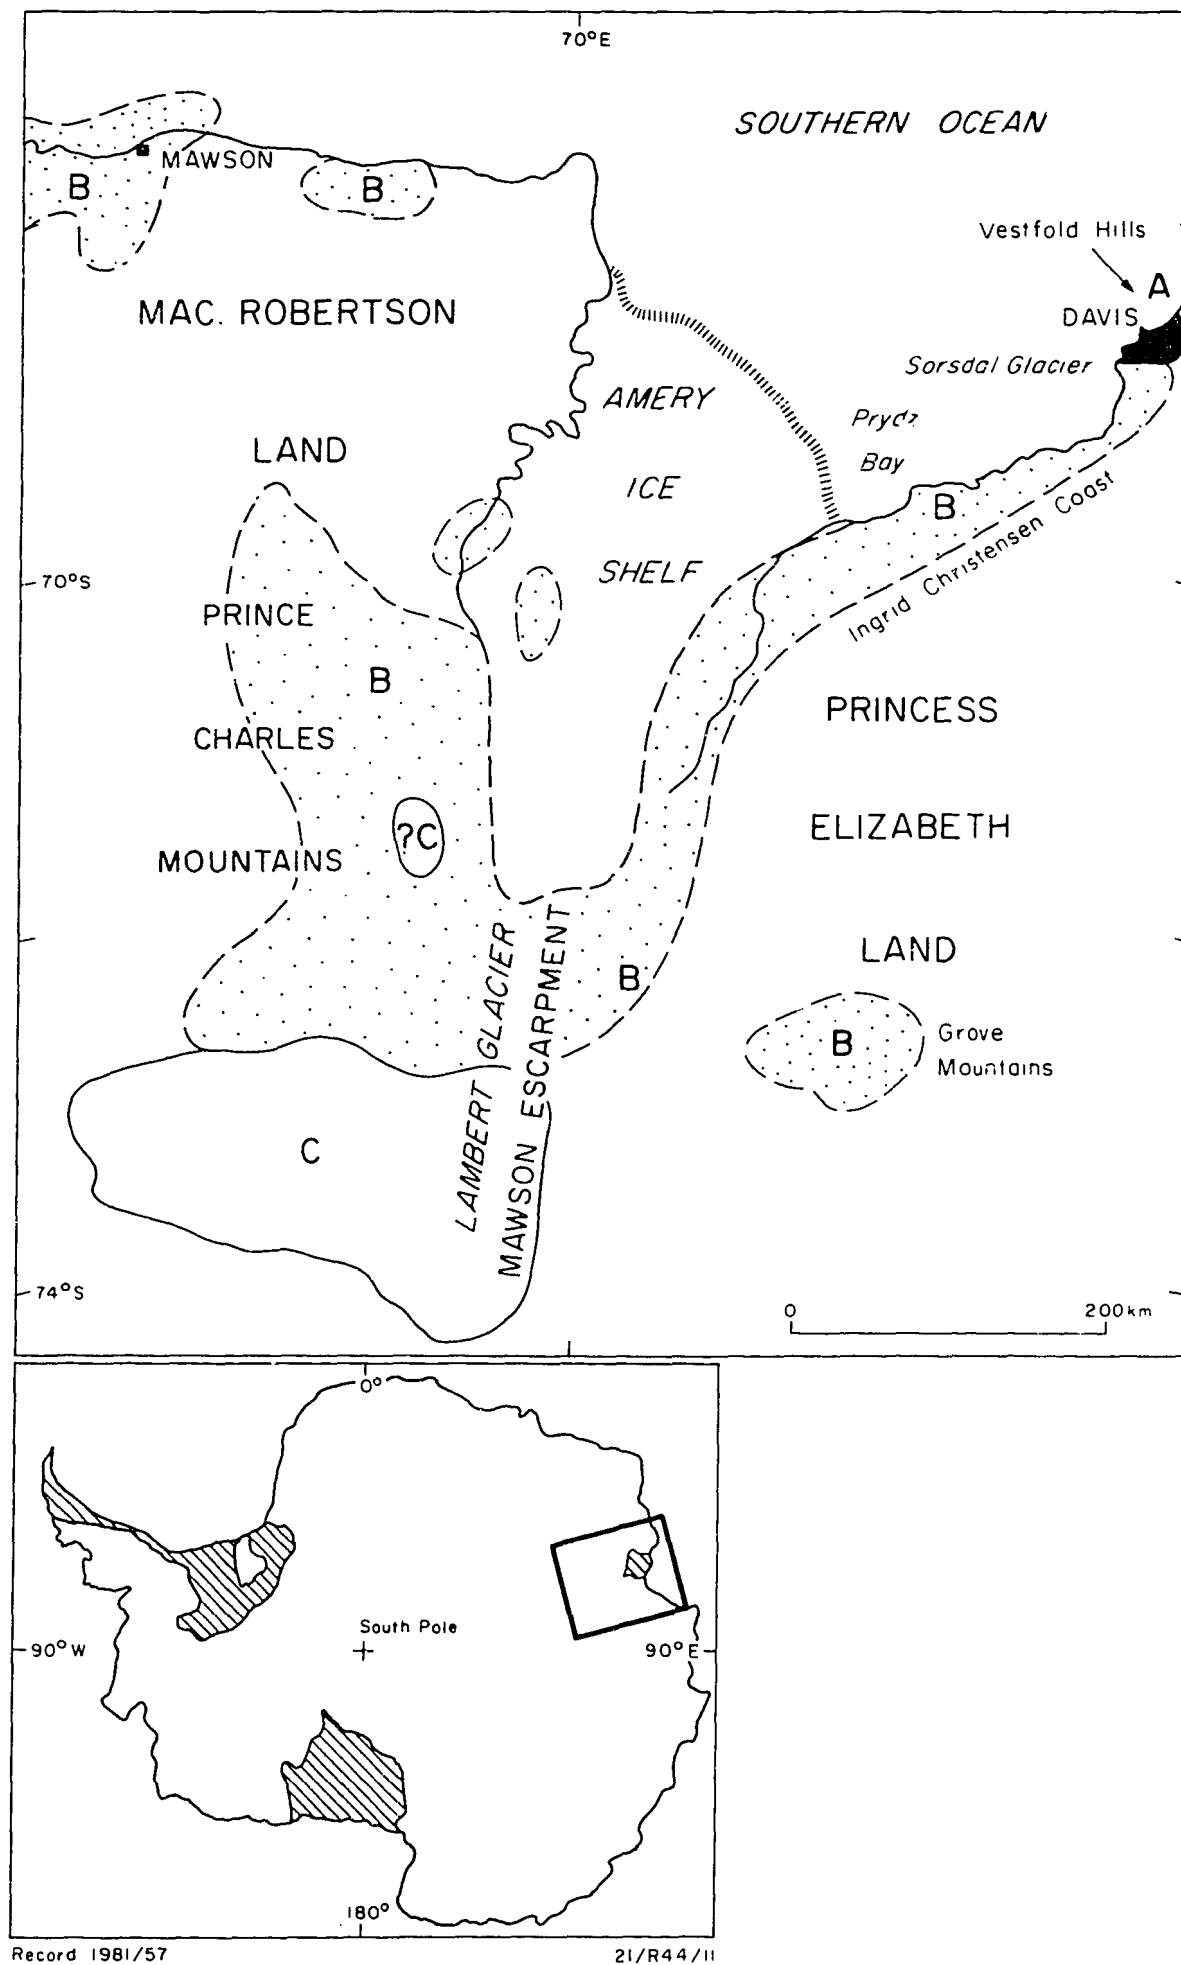 70°E
SOUTHERN OCEAN
MAWSON
B
B
Vestfold Hills
A
MAC. ROBERTSON
DAVIS
Sorsdal Glacier
AMERY
Prydz
Bay
LAND
ICE
B
Ingrid Christensen Coast
SHELF
70°S
PRINCE
B
PRINCESS
CHARLES
ELIZABETH
?C
MOUNTAINS
LAMBERT GLACIER
MAWSON ESCARPMENT
B
LAND
B
Grove
Mountains
C
74°S
0 200km
0°
South Pole
90°W
90°E
180°
Record 1981/57
21/R44/11